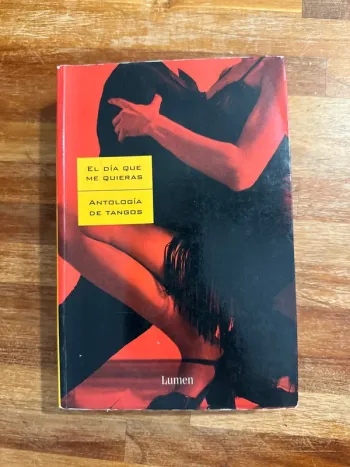 EL DÍA QUE
ME QUIERAS
ANTOLOGÍA
DE TANGOS
Lumen